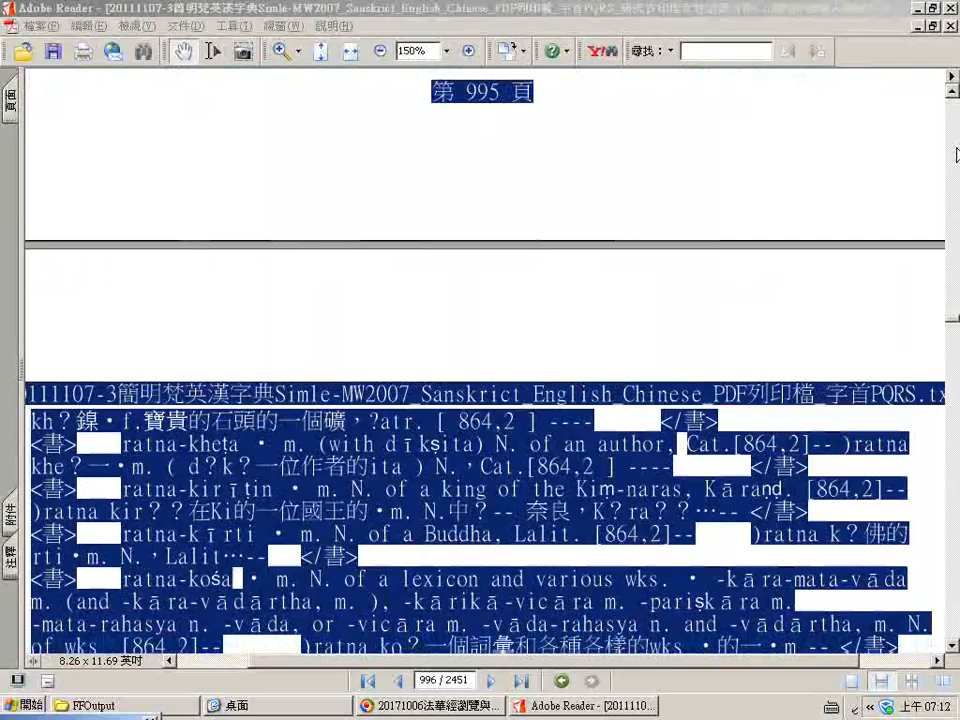 Adobe Reader - [20111107-3簡明梵英漢字典Simle-MW2007_Sanskrict_English_Chinese_PDF列印檔_字首PQRS
檔案(F) 編輯(E) 檢視(V) 文件(D) 工具(T) 視窗(W) 說明(H)
150% Y! 尋找:
頁面
附件
注釋
第 995 頁
111107-3簡明梵英漢字典Simle-MW2007_Sanskrict_English_Chinese_PDF列印檔_字首PQRS.tx
kh？鎳‧f.寶貴的石頭的一個礦，?atr. [ 864,2 ] ---- </書>
<書> ratna-kheṭa ‧ m. (with dīkṣita) N. of an author, Cat.[864,2]-- )ratna
khe？一‧m. ( d？k？一位作者的ita ) N.，Cat.[864,2 ] ---- </書>
<書> ratna-kirīṭin ‧ m. N. of a king of the Kiṃ-naras, Kāraṇḍ. [864,2]--
)ratna kir？？在Ki的一位國王的‧m. N.中？-- 奈良，K？ra？？…-- </書>
<書> ratna-kīrti ‧ m. N. of a Buddha, Lalit. [864,2]-- )ratna k？佛的
rti‧m. N.，Lalit…-- </書>
<書> ratna-kośa ‧ m. N. of a lexicon and various wks. ‧ -kāra-mata-vāda
m. (and -kāra-vādārtha, m. ), -kārikā-vicāra m. -pariṣkāra m.
-mata-rahasya n. -vāda, or -vicāra m. -vāda-rahasya n. and -vādārtha, m. N.
of wks. [864,2]-- )ratna ko？一個詞彙和各種各樣的wks.‧的一‧m -- </書>
8.26 x 11.69 英吋
996 / 2451
開始 FFOutput 桌面 20171006法華經瀏覽與... Adobe Reader - [2011110... 上午 07:12